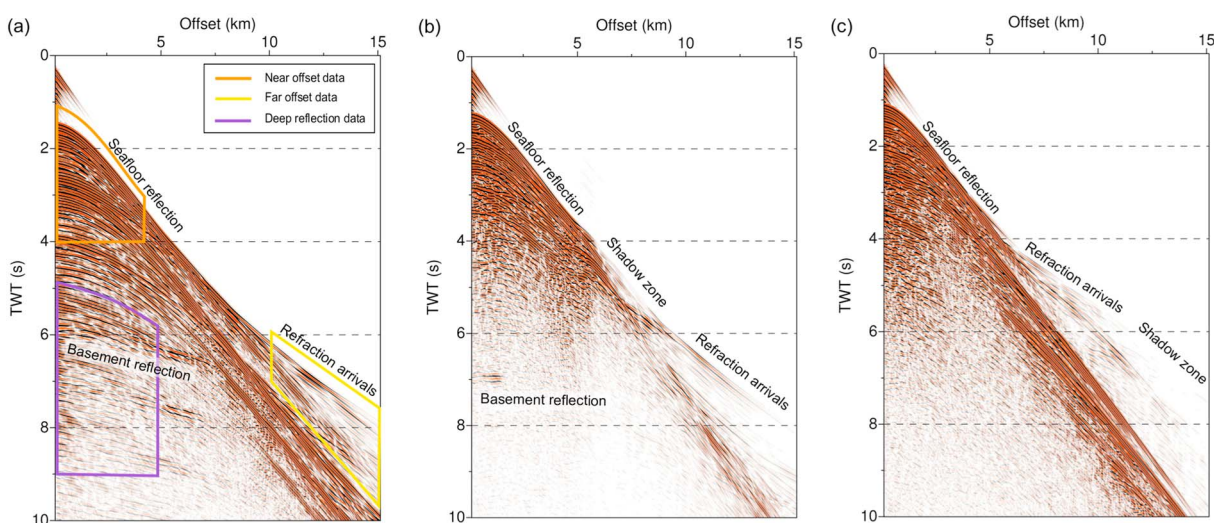 (a)
Offset (km)
0 5 10 15
0
2
4
6
8
10
TWT (s)
Near offset data
Far offset data
Deep reflection data
Seafloor reflection
Basement reflection
Refraction arrivals
(b)
Offset (km)
0 5 10 15
0
2
4
6
8
10
TWT (s)
Seafloor reflection
Shadow zone
Refraction arrivals
Basement reflection
(c)
Offset (km)
5 10 15
0
2
4
6
8
10
TWT (s)
Seafloor reflection
Refraction arrivals
Shadow zone